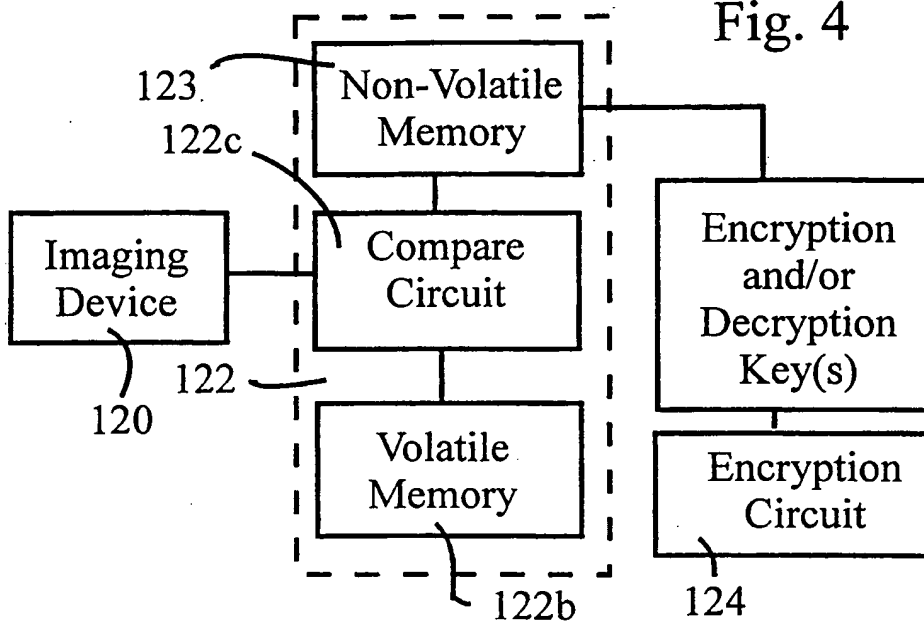 Fig. 4
123
Non-Volatile
Memory
122c
Imaging
Device
Compare
Circuit
Encryption
and/or
Decryption
Key(s)
122
120
Volatile
Memory
Encryption
Circuit
122b
124